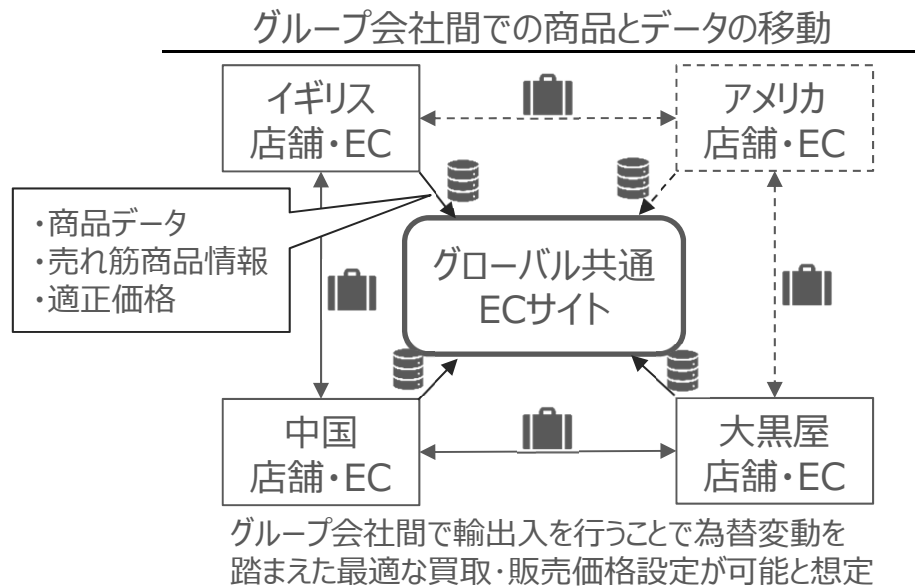 グループ会社間での商品とデータの移動
イギリス
店舗・EC
アメリカ
店舗・EC
・商品データ
・売れ筋商品情報
・適正価格
グローバル共通
ECサイト
中国
店舗・EC
大黒屋
店舗・EC
グループ会社間で輸出入を行うことで為替変動を
踏まえた最適な買取・販売価格設定が可能と想定